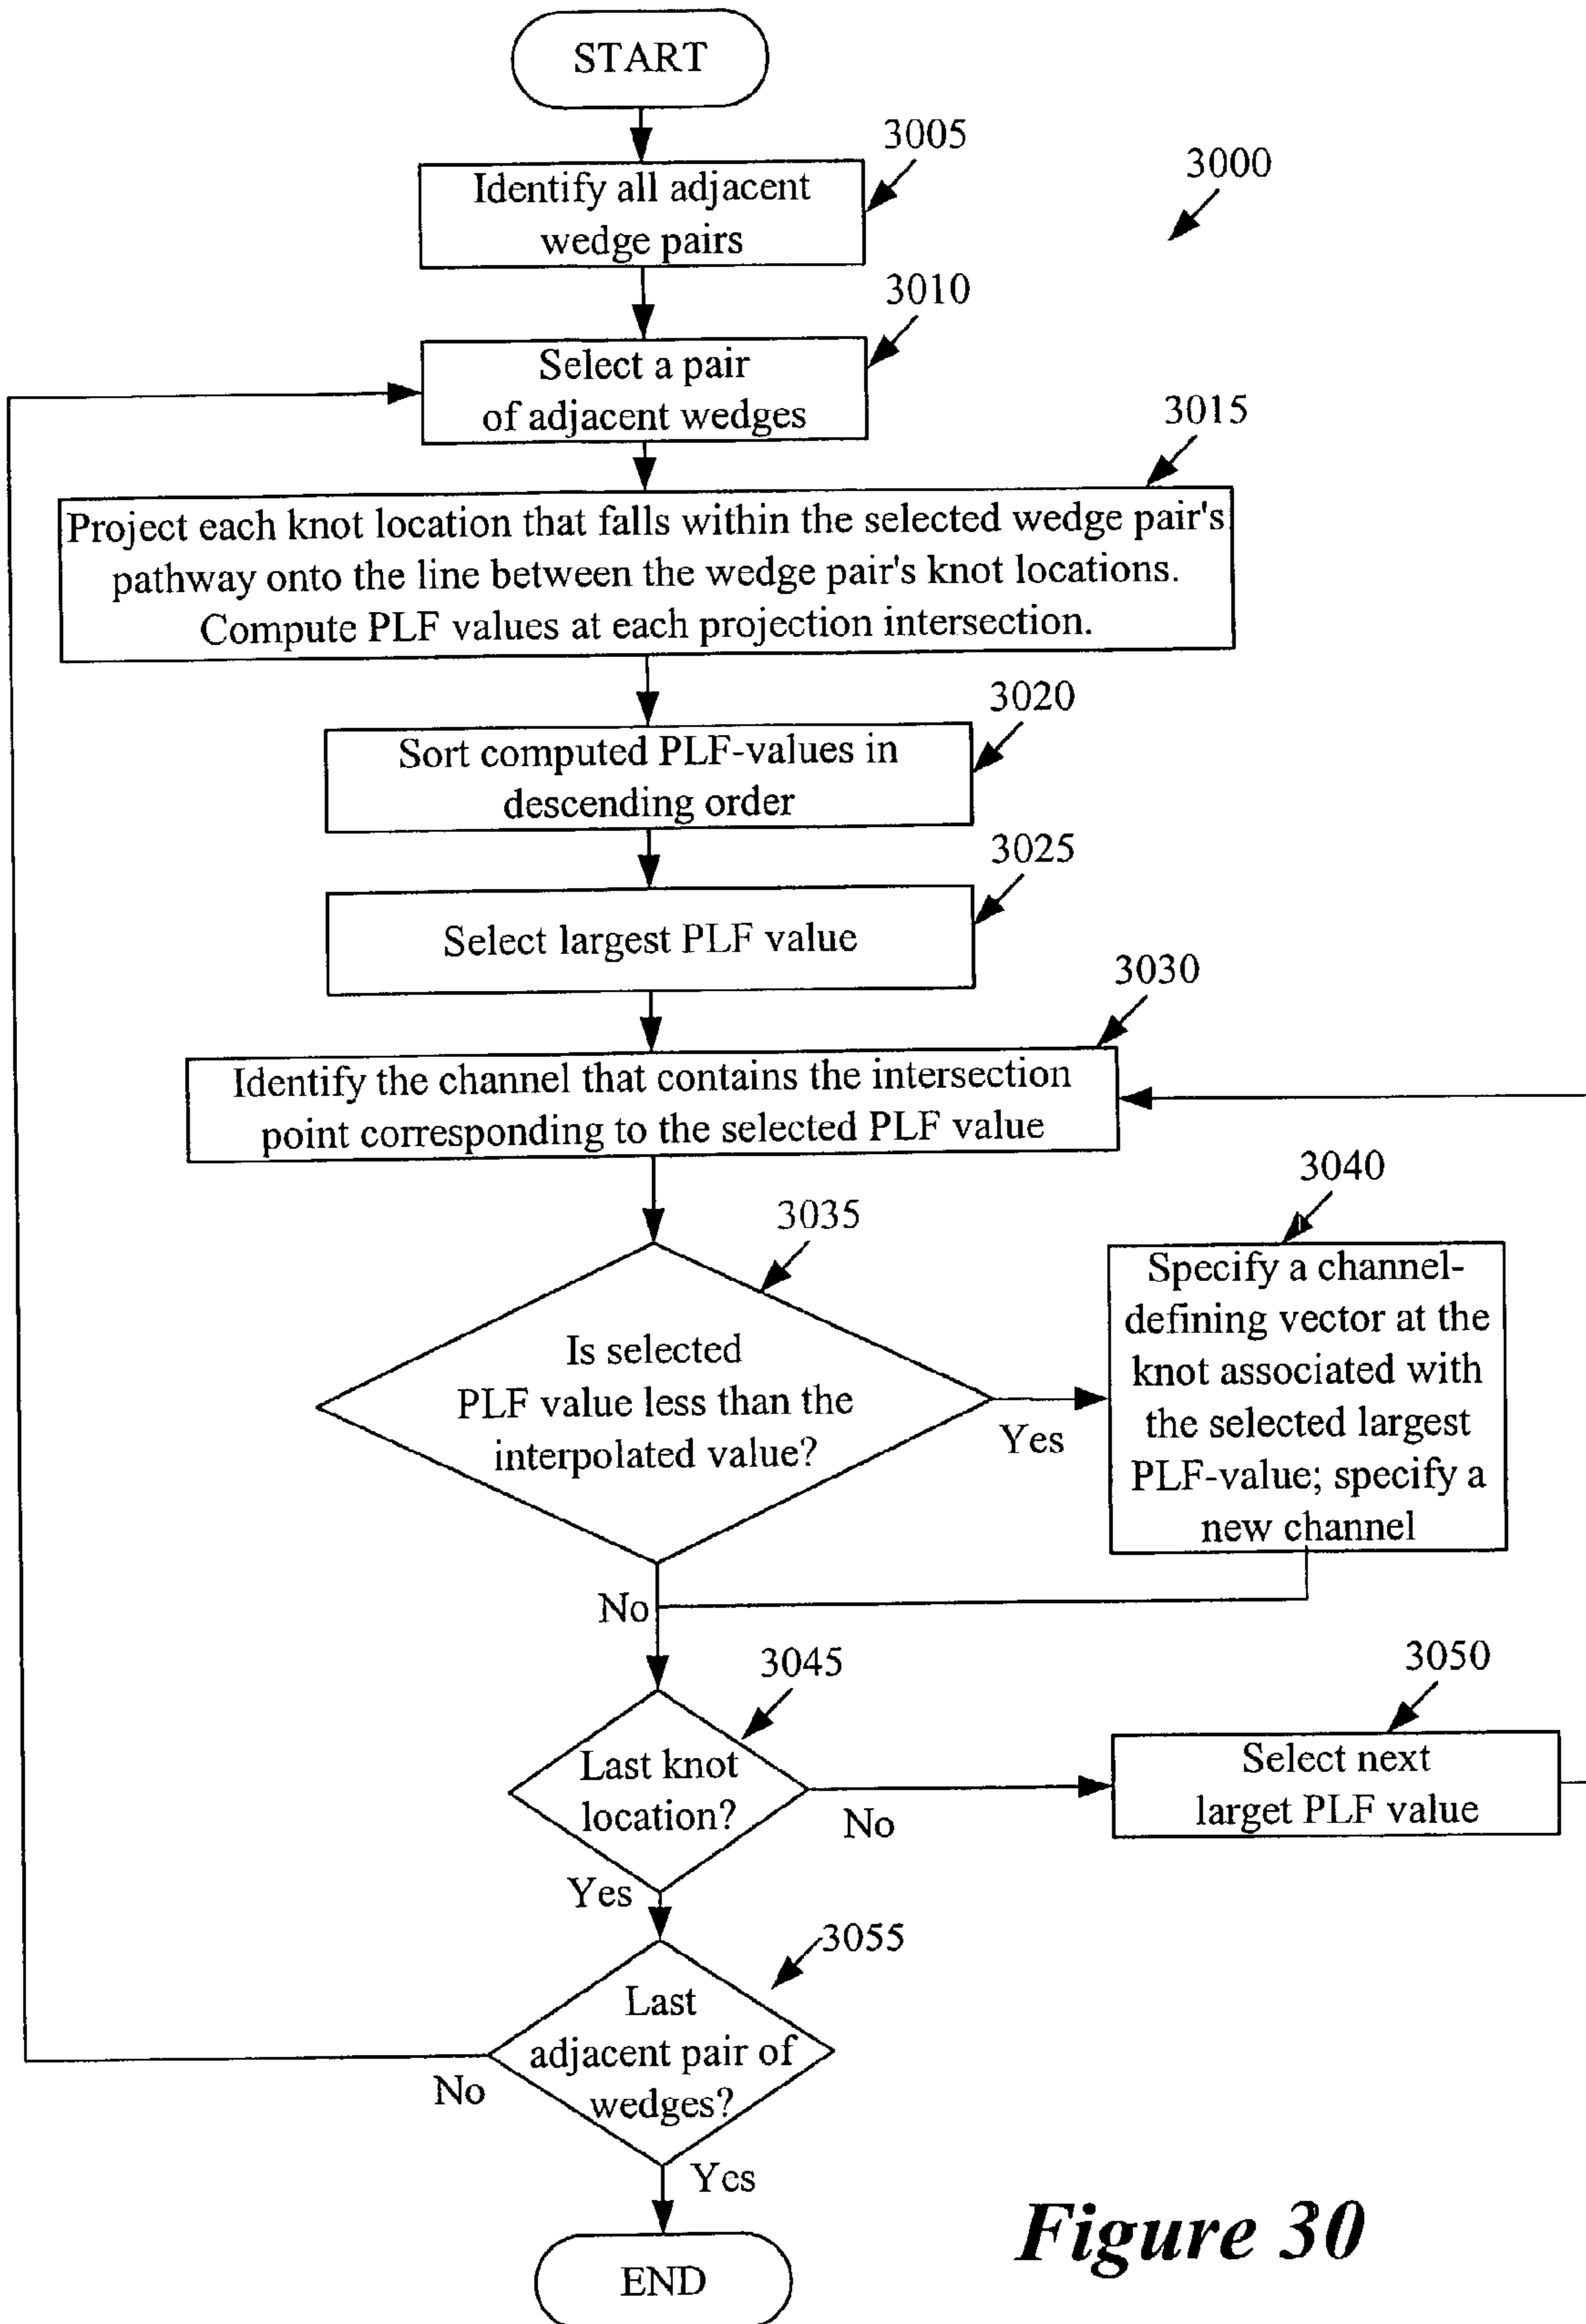 START
3005
3000
Identify all adjacent
wedge pairs
3010
Select a pair
of adjacent wedges
3015
Project each knot location that falls within the selected wedge pair's
pathway onto the line between the wedge pair's knot locations.
Compute PLF values at each projection intersection.
3020
Sort computed PLF-values in
descending order
3025
Select largest PLF value
3030
Identify the channel that contains the intersection
point corresponding to the selected PLF value
3035
Is selected
PLF value less than the
interpolated value?
Yes
3040
Specify a channel-
defining vector at the
knot associated with
the selected largest
PLF-value; specify a
new channel
No
3045
Last knot
location?
No
3050
Select next
larget PLF value
Yes
3055
Last
adjacent pair of
wedges?
No
Yes
END
Figure 30